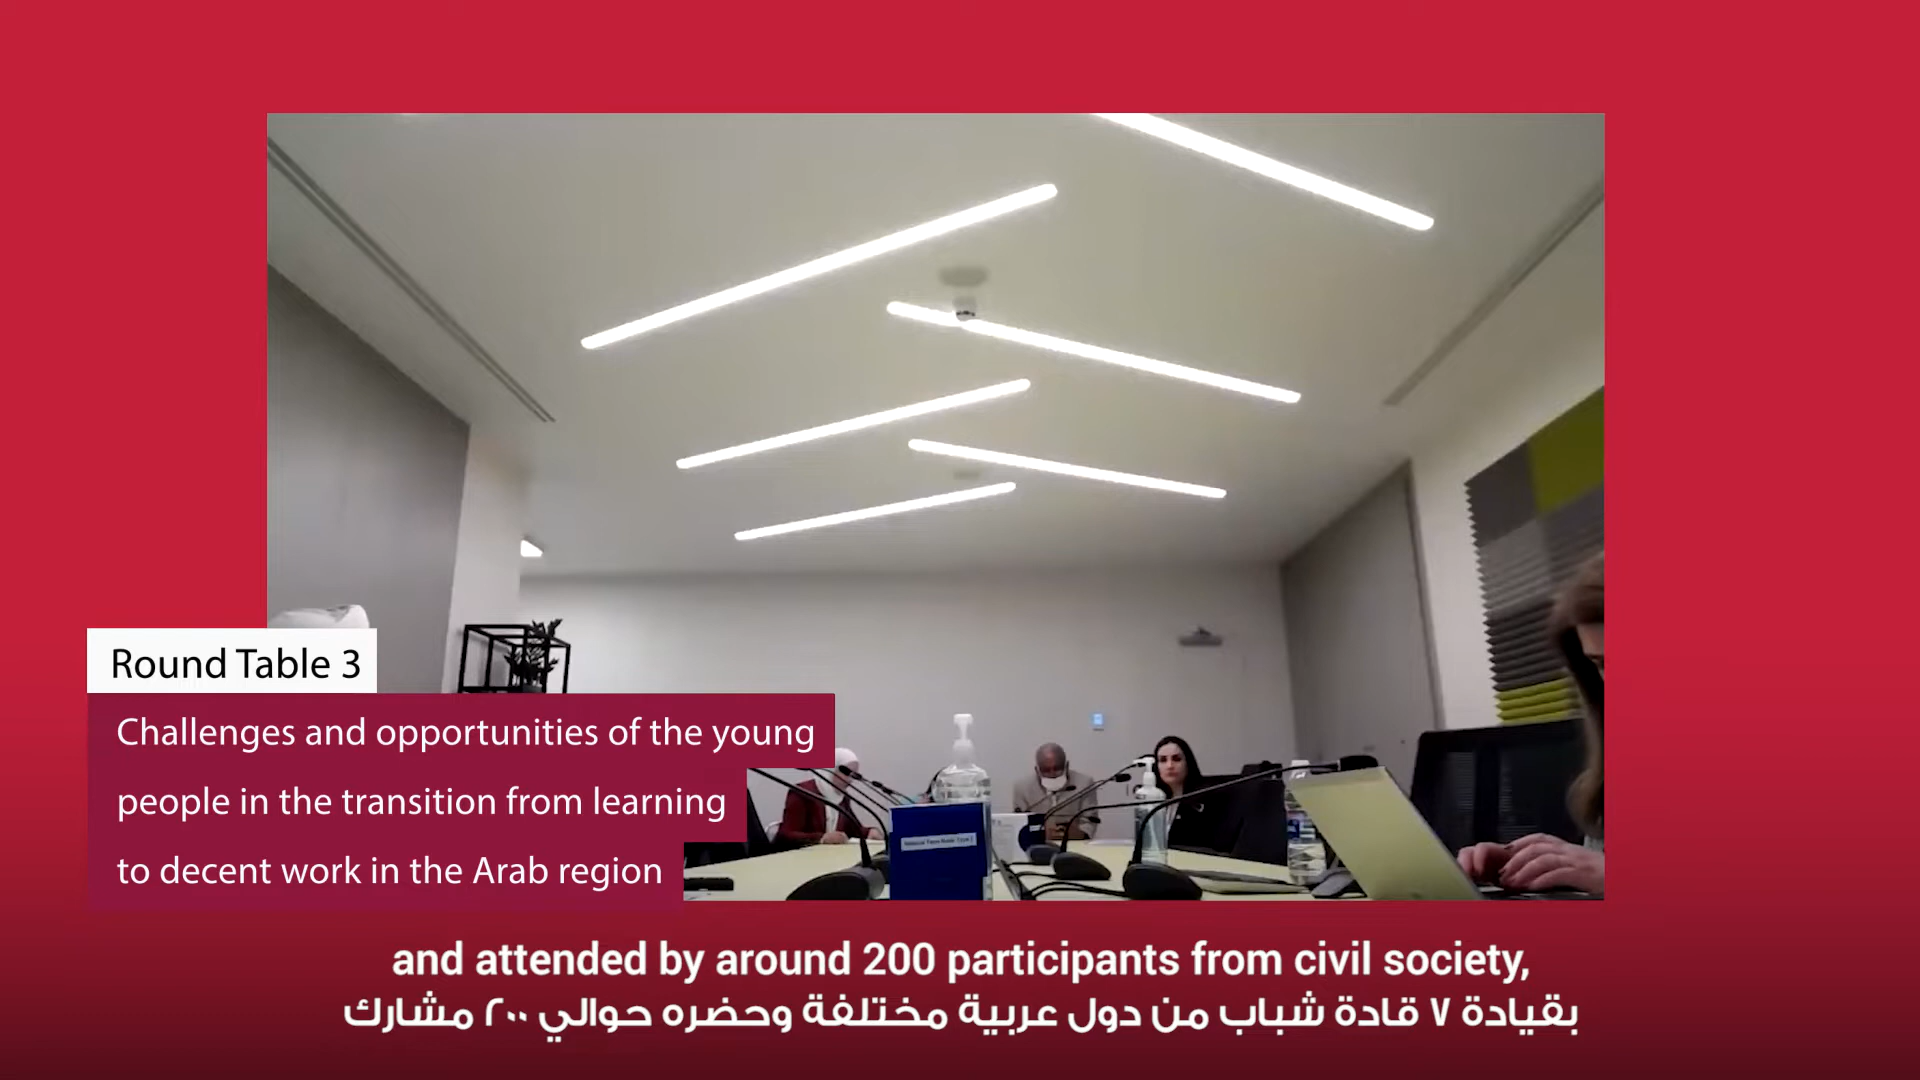 Round Table 3
Challenges and opportunities of the young
people in the transition from learning
to decent work in the Arab region
and attended by around 200 participants from civil society,
بقيادة ٧ قادة شباب من دول عربية مختلفة وحضره حوالي ٢٠٠ مشارك